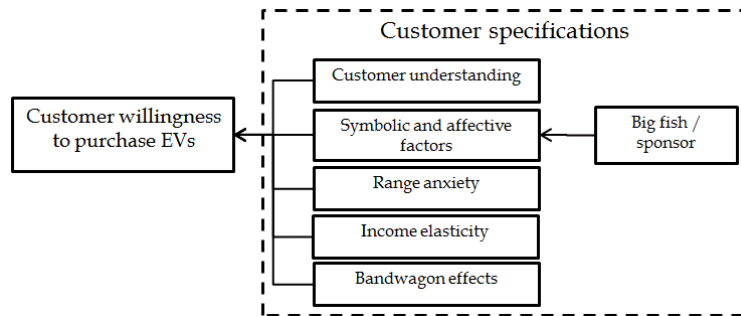 Customer specifications
Customer understanding
Customer willingness
to purchase EVs
Symbolic and affective
factors
Big fish /
sponsor
Range anxiety
Income elasticity
Bandwagon effects